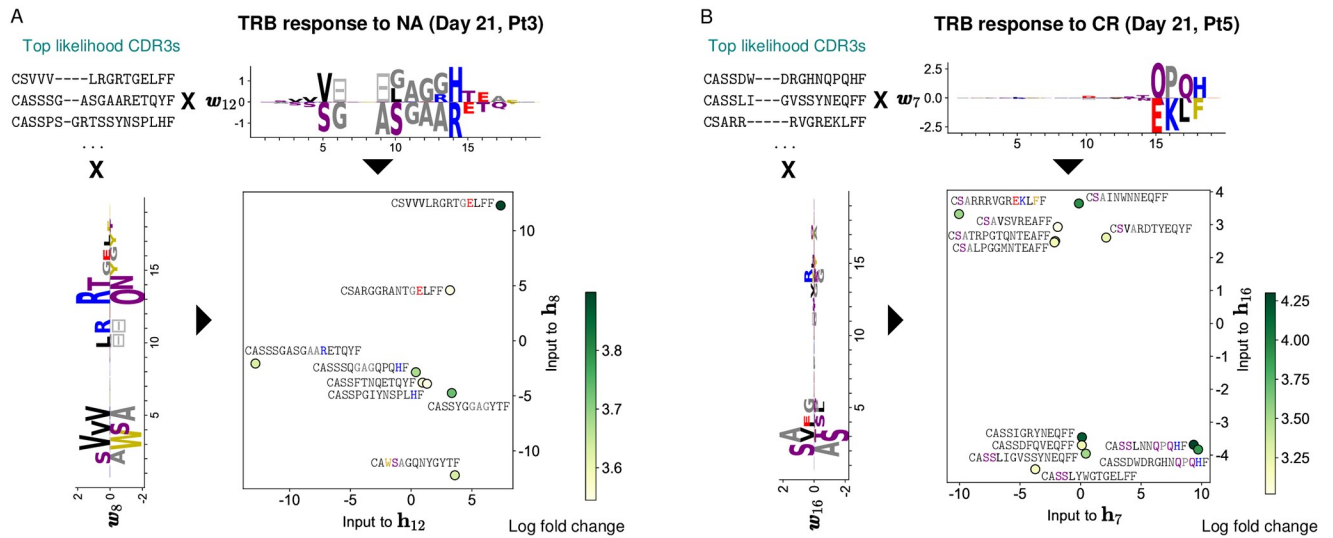 A
TRB response to NA (Day 21, Pt3)
Top likelihood CDR3s
CSVVV----LRGRTGELFF
CASSSG--ASGAARETQYF
CASSPS-GRTSSYNSPLHF
...
X
X
w12
1
0
-1
5
10
15
w8
2
0
-2
5
10
15
CSVVVLRGRTGELFF
CSARGGRANTGELFF
CASSSGASGAARETQYF
CASSSQGAGQPQHF
CASSFTNQETQYF
CASSPGIYNSPLHF
CASSYGGAGYTF
CAWSAGQNYGYTF
10
5
0
-5
-10
Input to h8
-10
-5
0
5
Input to h12
3.8
3.7
3.6
Log fold change
B
TRB response to CR (Day 21, Pt5)
Top likelihood CDR3s
CASSDW---DRGHNQPQHF
CASSLI---GVSSYNEQFF
CSARR-----RVGREKLFF
...
X
X
w7
2.5
0.0
-2.5
5
10
15
w16
2
0
-2
5
10
15
CSARRRVGREKLFF
CSAINWNNEQFF
CSAVSVREAFF
CSVARDTYEQYF
CSATRPGTQNTEAFF
CSALPGGMNTEAFF
CASSIGRYNEQFF
CASSDFQVEQFF
CASSLIGVSSYNEQFF
CASSLNNQPQHF
CASSDWDRGHNQPQHF
CASSLYWGTGELFF
4
3
2
1
0
-1
-2
-3
-4
Input to h16
-10
-5
0
5
10
Input to h7
4.25
4.00
3.75
3.50
3.25
Log fold change